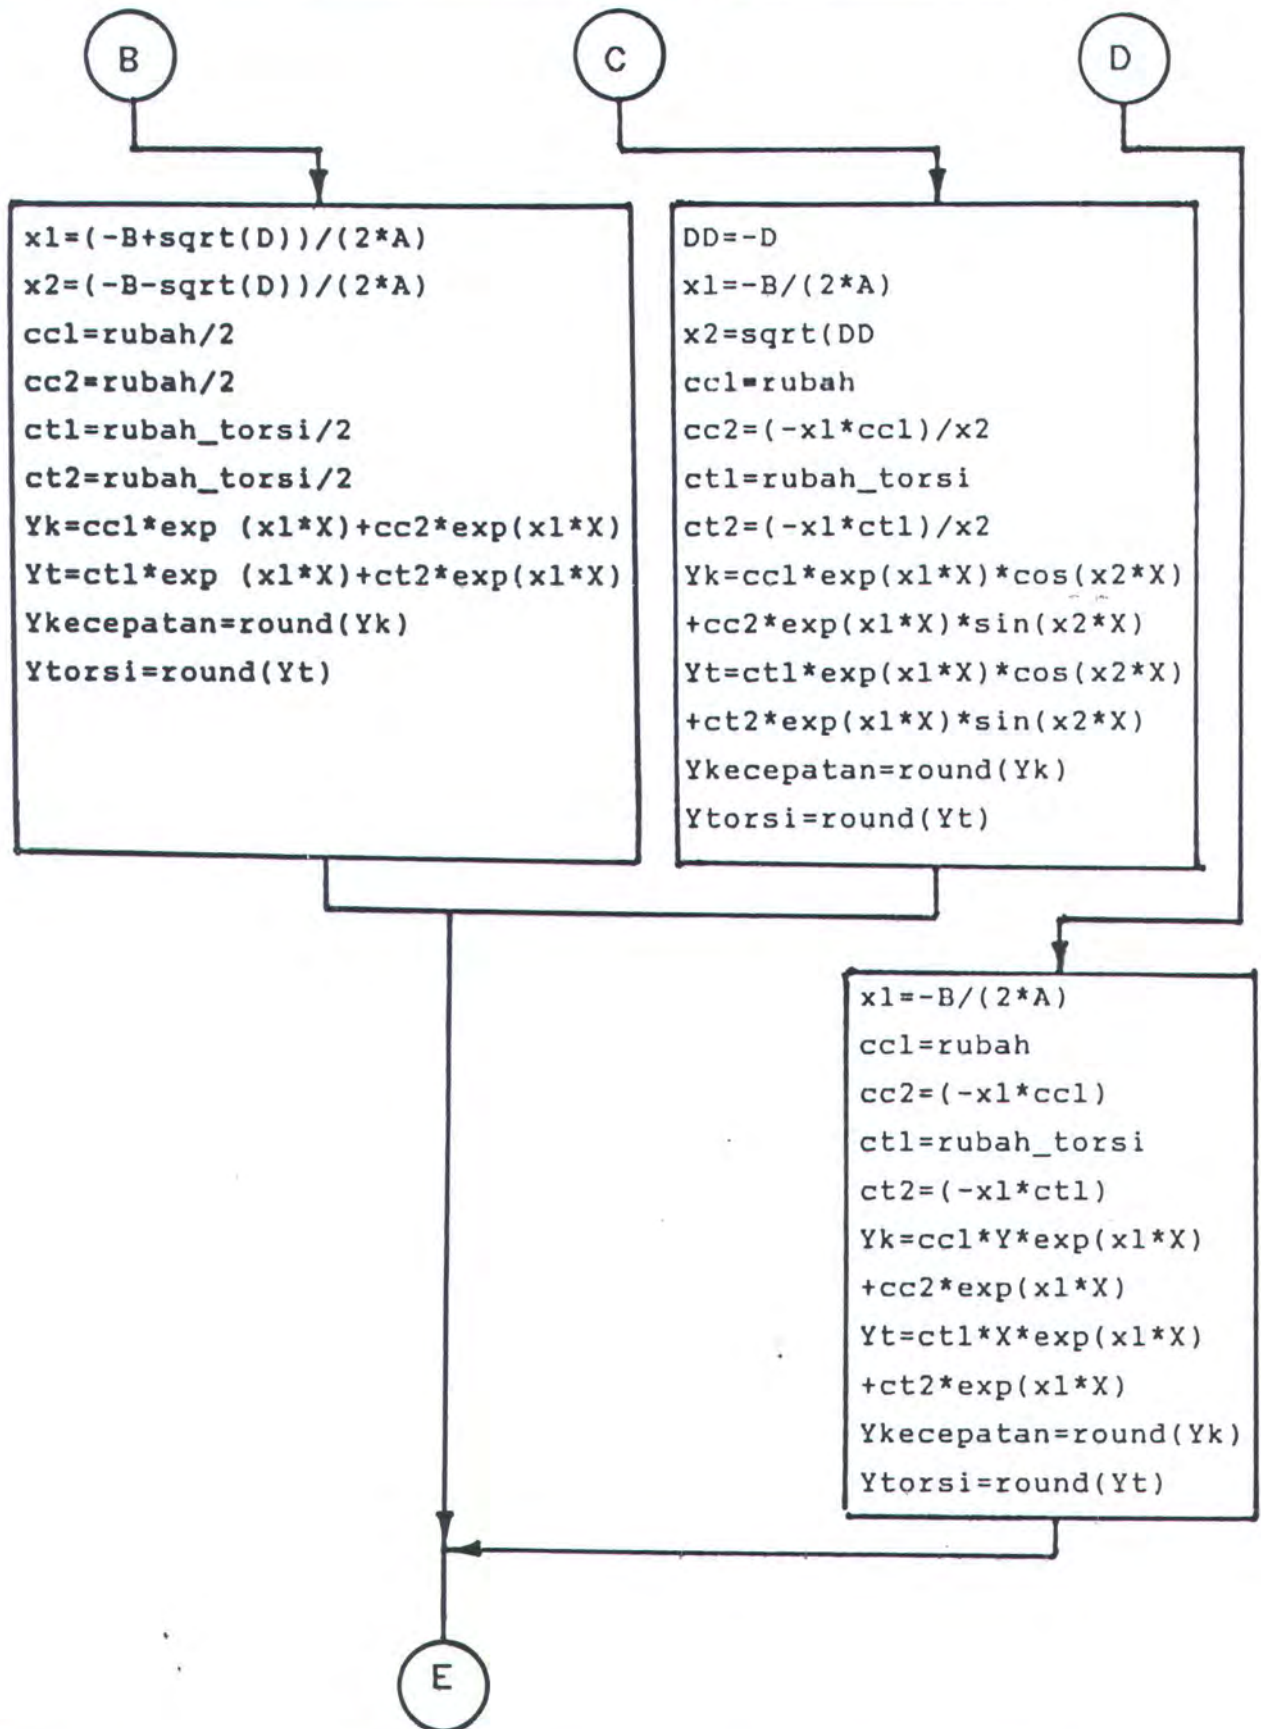 B
C
D
x1=(-B+sqrt(D))/(2*A)
x2=(-B-sqrt(D))/(2*A)
cc1=rubah/2
cc2=rubah/2
ct1=rubah_torsi/2
ct2=rubah_torsi/2
Yk=cc1*exp (x1*X)+cc2*exp(x1*X)
Yt=ct1*exp (x1*X)+ct2*exp(x1*X)
Ykecepatan=round(Yk)
Ytorsi=round(Yt)
DD=-D
x1=-B/(2*A)
x2=sqrt(DD
cc1=rubah
cc2=(-x1*cc1)/x2
ct1=rubah_torsi
ct2=(-x1*ct1)/x2
Yk=cc1*exp(x1*X)*cos(x2*X)
+cc2*exp(x1*X)*sin(x2*X)
Yt=ct1*exp(x1*X)*cos(x2*X)
+ct2*exp(x1*X)*sin(x2*X)
Ykecepatan=round(Yk)
Ytorsi=round(Yt)
x1=-B/(2*A)
cc1=rubah
cc2=(-x1*cc1)
ct1=rubah_torsi
ct2=(-x1*ct1)
Yk=cc1*Y*exp(x1*X)
+cc2*exp(x1*X)
Yt=ct1*X*exp(x1*X)
+ct2*exp(x1*X)
Ykecepatan=round(Yk)
Ytorsi=round(Yt)
E